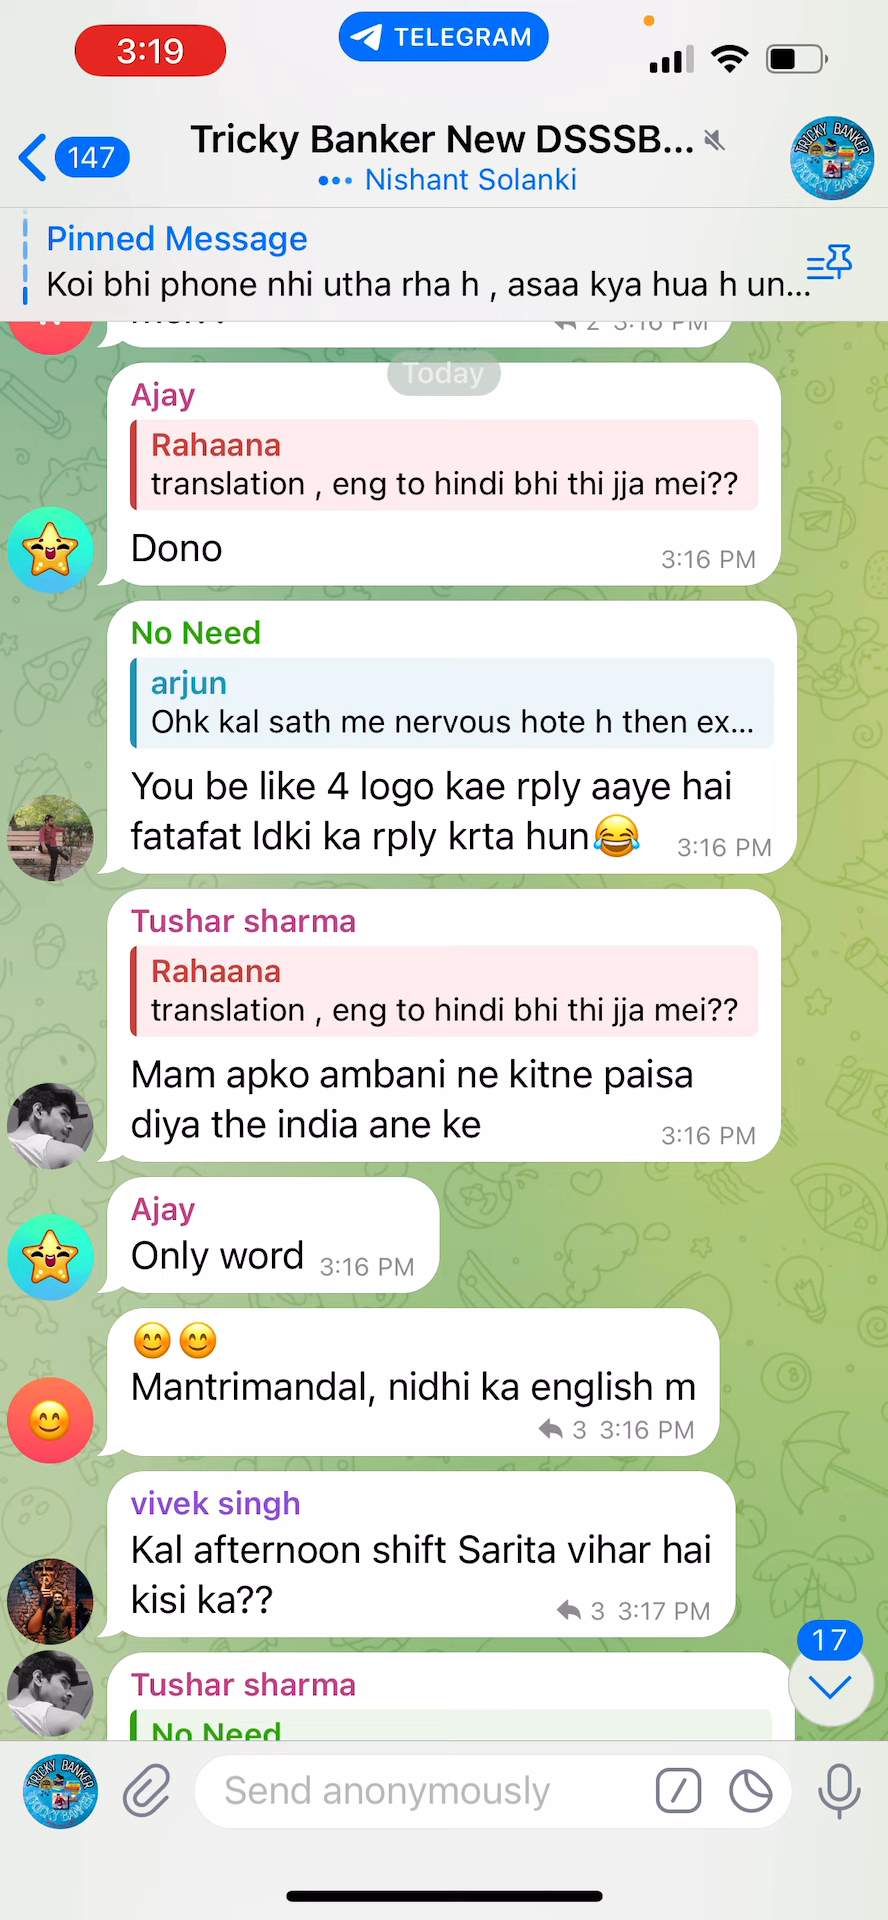 3:19
TELEGRAM
147
Tricky Banker New DSSSB...
Nishant Solanki
Pinned Message
Koi bhi phone nhi utha rha h , asaa kya hua h un...
2 3:16 PM
Today
Ajay
Rahaana
translation , eng to hindi bhi thi jja mei??
Dono
3:16 PM
No Need
arjun
Ohk kal sath me nervous hote h then ex...
You be like 4 logo kae rply aaye hai
fatafat ldki ka rply krta hun😂
3:16 PM
Tushar sharma
Rahaana
translation , eng to hindi bhi thi jja mei??
Mam apko ambani ne kitne paisa
diya the india ane ke
3:16 PM
Ajay
Only word
3:16 PM
😊😊
Mantrimandal, nidhi ka english m
3 3:16 PM
vivek singh
Kal afternoon shift Sarita vihar hai
kisi ka??
3 3:17 PM
17
Tushar sharma
No Need
TRICKY BANKER
Send anonymously